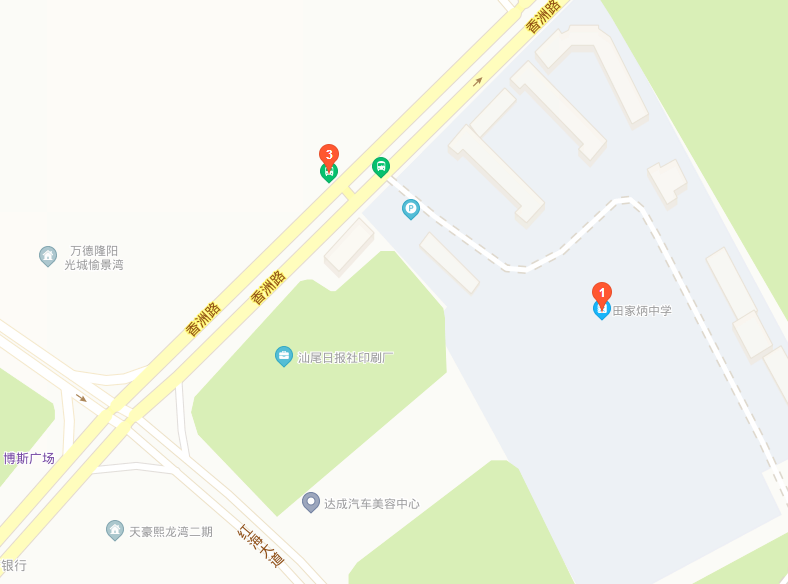 香洲路
3
P
万德隆阳
光城愉景湾
1
田家炳中学
香洲路
香洲路
汕尾日报社印刷厂
博斯广场
达成汽车美容中心
天豪熙龙湾二期
红海大道
银行